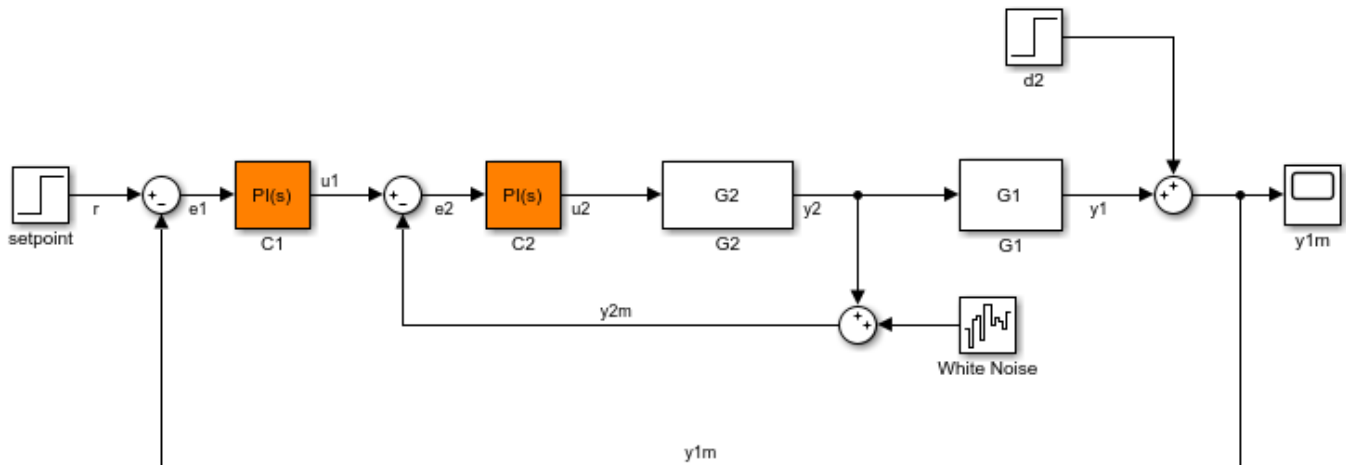 d2
PI(s)
u1
PI(s)
G2
G1
r
e1
e2
u2
y2
y1
setpoint
C1
C2
G2
G1
y1m
y2m
White Noise
y1m